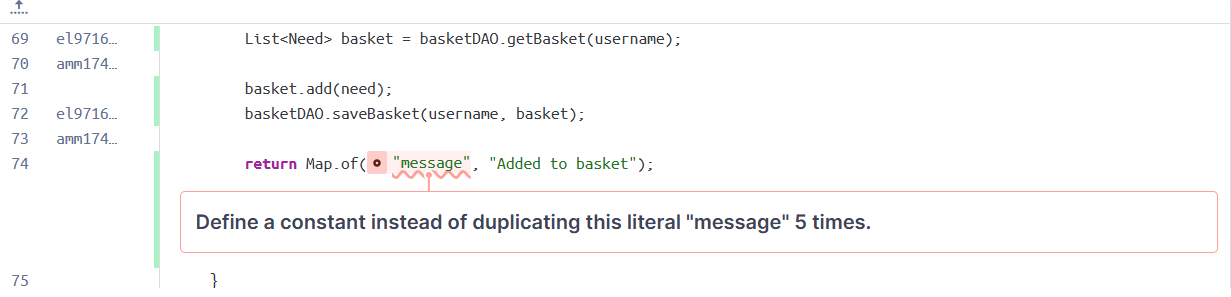 69 el9716… List<Need> basket = basketDAO.getBasket(username);
70 amm174…
71 basket.add(need);
72 el9716… basketDAO.saveBasket(username, basket);
73 amm174…
74 return Map.of( "message", "Added to basket");
Define a constant instead of duplicating this literal "message" 5 times.
75 }